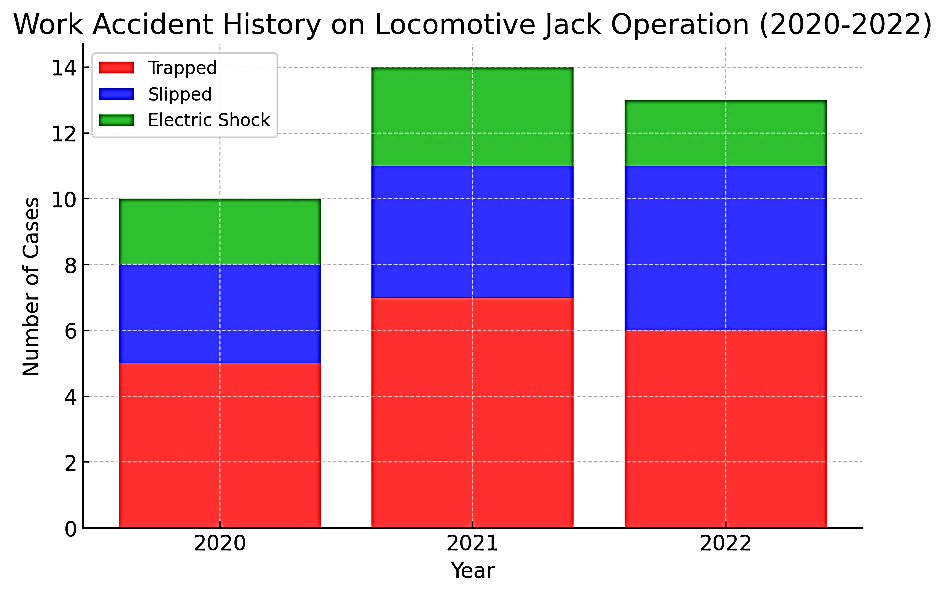 Work Accident History on Locomotive Jack Operation (2020-2022)
Trapped
Slipped
Electric Shock
Number of Cases
14
12
10
8
6
4
2
0
2020 2021 2022
Year